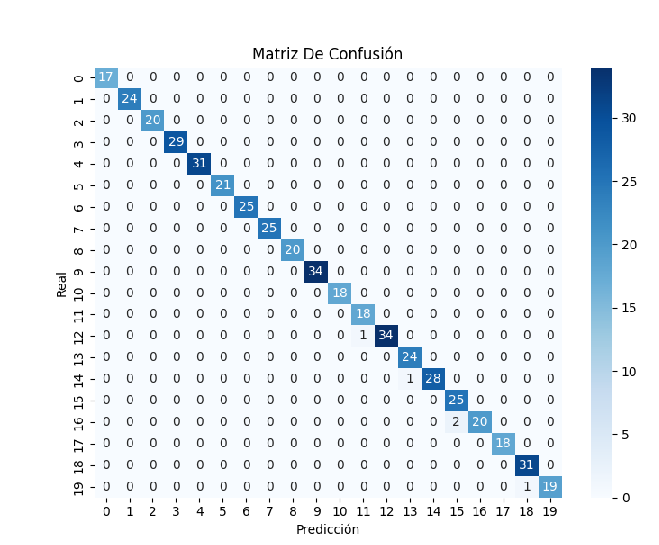 Matriz De Confusión
Real
0 17 0 0 0 0 0 0 0 0 0 0 0 0 0 0 0 0 0 0 0
1 0 24 0 0 0 0 0 0 0 0 0 0 0 0 0 0 0 0 0 0
2 0 0 20 0 0 0 0 0 0 0 0 0 0 0 0 0 0 0 0 0
3 0 0 0 29 0 0 0 0 0 0 0 0 0 0 0 0 0 0 0 0
4 0 0 0 0 31 0 0 0 0 0 0 0 0 0 0 0 0 0 0 0
5 0 0 0 0 0 21 0 0 0 0 0 0 0 0 0 0 0 0 0 0
6 0 0 0 0 0 0 25 0 0 0 0 0 0 0 0 0 0 0 0 0
7 0 0 0 0 0 0 0 25 0 0 0 0 0 0 0 0 0 0 0 0
8 0 0 0 0 0 0 0 0 20 0 0 0 0 0 0 0 0 0 0 0
9 0 0 0 0 0 0 0 0 0 34 0 0 0 0 0 0 0 0 0 0
10 0 0 0 0 0 0 0 0 0 0 18 0 0 0 0 0 0 0 0 0
11 0 0 0 0 0 0 0 0 0 0 0 18 0 0 0 0 0 0 0 0
12 0 0 0 0 0 0 0 0 0 0 0 1 34 0 0 0 0 0 0 0
13 0 0 0 0 0 0 0 0 0 0 0 0 0 24 0 0 0 0 0 0
14 0 0 0 0 0 0 0 0 0 0 0 0 0 1 28 0 0 0 0 0
15 0 0 0 0 0 0 0 0 0 0 0 0 0 0 0 25 0 0 0 0
16 0 0 0 0 0 0 0 0 0 0 0 0 0 0 0 2 20 0 0 0
17 0 0 0 0 0 0 0 0 0 0 0 0 0 0 0 0 0 18 0 0
18 0 0 0 0 0 0 0 0 0 0 0 0 0 0 0 0 0 0 31 0
19 0 0 0 0 0 0 0 0 0 0 0 0 0 0 0 0 0 0 1 19
0 1 2 3 4 5 6 7 8 9 10 11 12 13 14 15 16 17 18 19
Predicción
30
25
20
15
10
5
0